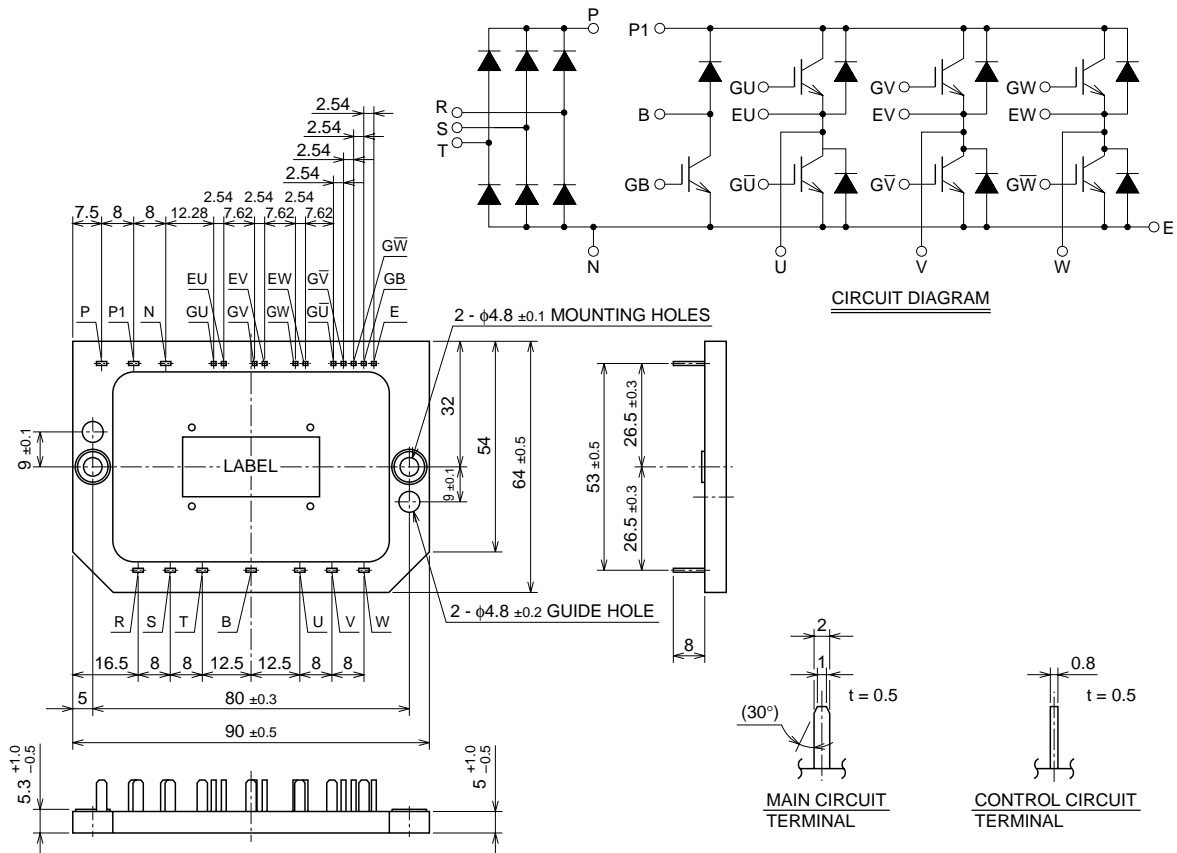 P
P1
R
S
T
N
B
GB
GU
EU
GU̅
GV
EV
GV̅
GW
EW
GW̅
E
U
V
W
CIRCUIT DIAGRAM
2.54
2.54
2.54
2.54
2.54 2.54 2.54
7.5 8 8 12.28 7.62 7.62 7.62
GW̅
EU EV EW GV̅ GB
P P1 N GU GV GW GU̅ E
2 - ϕ4.8 ±0.1 MOUNTING HOLES
LABEL
9 ±0.1
32
54
64 ±0.5
9 ±0.1
2 - ϕ4.8 ±0.2 GUIDE HOLE
R S T B U V W
16.5 8 8 12.5 12.5 8 8
5 80 ±0.3
90 ±0.5
53 ±0.5
26.5 ±0.3
26.5 ±0.3
8
5.3 +1.0 −0.5
5 +1.0 −0.5
2
1
t = 0.5
(30°)
MAIN CIRCUIT
TERMINAL
0.8
t = 0.5
CONTROL CIRCUIT
TERMINAL